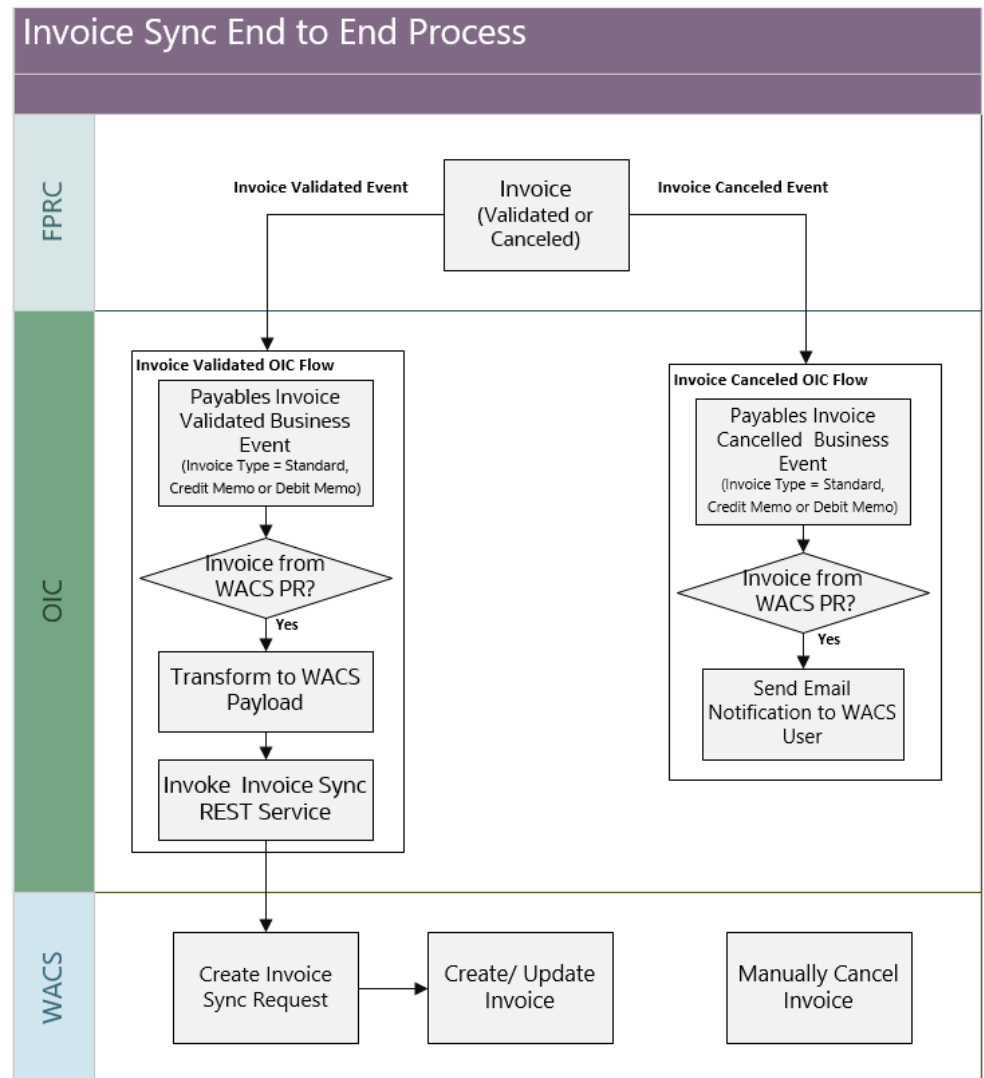 Invoice Sync End to End Process
FPRC
Invoice Validated Event
Invoice
(Validated or
Canceled)
Invoice Canceled Event
OIC
Invoice Validated OIC Flow
Payables Invoice
Validated Business
Event
(Invoice Type = Standard,
Credit Memo or Debit Memo)
Invoice from
WACS PR?
Yes
Transform to WACS
Payload
Invoke Invoice Sync
REST Service
Invoice Canceled OIC Flow
Payables Invoice
Cancelled Business
Event
(Invoice Type = Standard,
Credit Memo or Debit Memo)
Invoice from
WACS PR?
Yes
Send Email
Notification to WACS
User
WACS
Create Invoice
Sync Request
Create/ Update
Invoice
Manually Cancel
Invoice